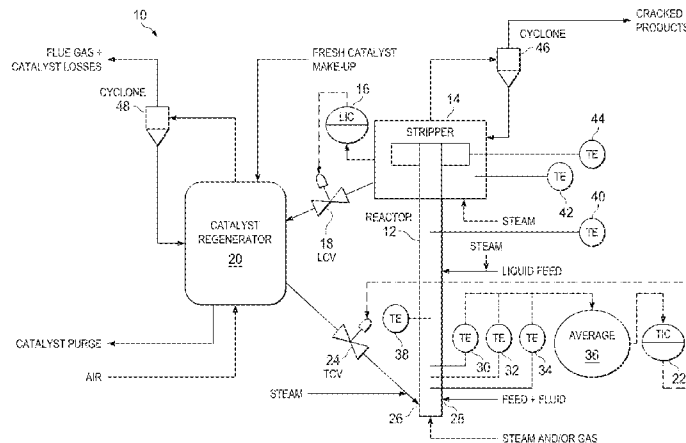 10
CRACKED
PRODUCTS
CYCLONE
46
FLUE GAS +
CATALYST LOSSES
FRESH CATALYST
MAKE-UP
CYCLONE
48
16
LIC
14
STRIPPER
44
TE
TE
42
40
TE
STEAM
REACTOR
12
18
LCV
CATALYST
REGENERATOR
20
STEAM
LIQUID FEED
TE
38
TE
30
TE
32
TE
34
AVERAGE
36
TIC
22
24
TCV
CATALYST PURGE
AIR
STEAM
26
28
FEED + FLUID
STEAM AND/OR GAS